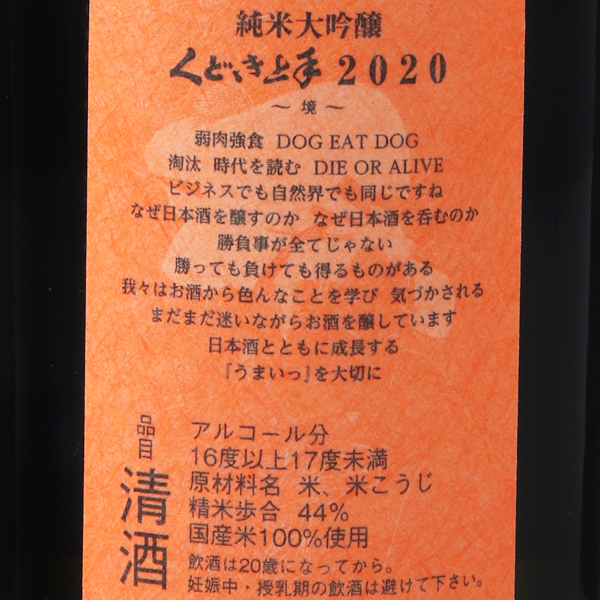 純米大吟醸
くどき上手2020
～境～
弱肉強食 DOG EAT DOG
淘汰 時代を読む DIE OR ALIVE
ビジネスでも自然界でも同じですね
なぜ日本酒を醸すのか なぜ日本酒を呑むのか
勝負事が全てじゃない
勝っても負けても得るものがある
我々はお酒から色んなことを学び 気づかされる
まだまだ迷いながらお酒を醸しています
日本酒とともに成長する
『うまいっ』を大切に
品目 清酒
アルコール分
16度以上17度未満
原材料名 米、米こうじ
精米歩合 44%
国産米100%使用
飲酒は20歳になってから。
妊娠中・授乳期の飲酒は避けて下さい。